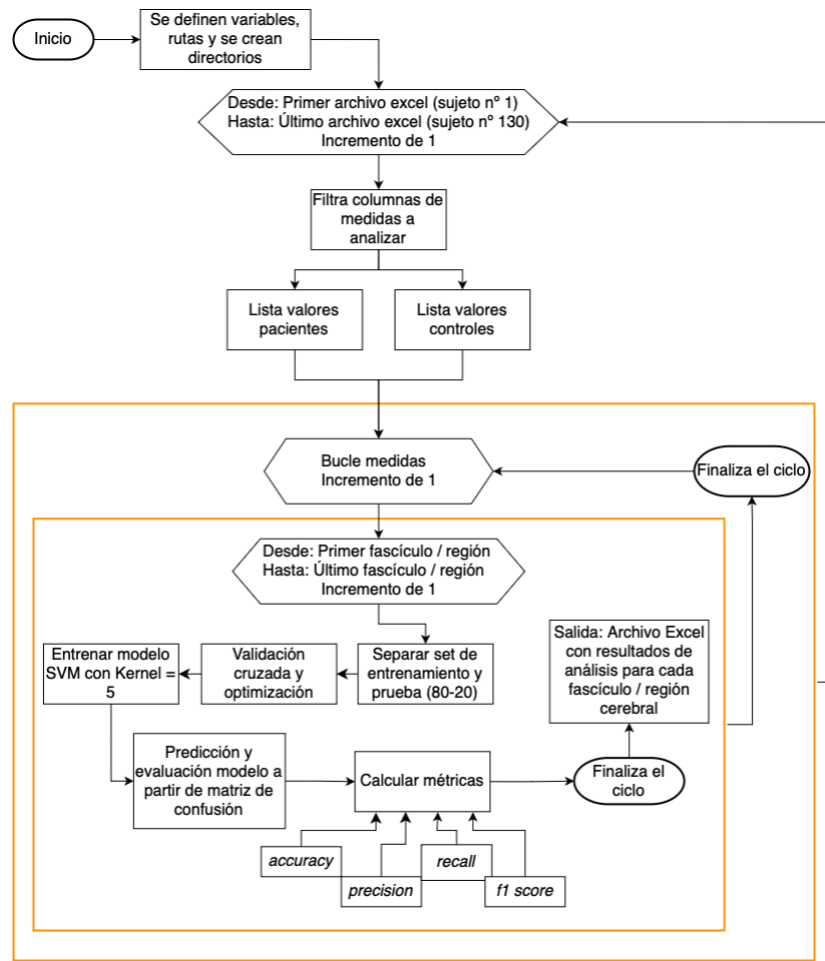 Inicio
Se definen variables,
rutas y se crean
directorios
Desde: Primer archivo excel (sujeto nº 1)
Hasta: Último archivo excel (sujeto nº 130)
Incremento de 1
Filtra columnas de
medidas a
analizar
Lista valores
pacientes
Lista valores
controles
Bucle medidas
Incremento de 1
Finaliza el ciclo
Desde: Primer fascículo / región
Hasta: Último fascículo / región
Incremento de 1
Separar set de
entrenamiento y
prueba (80-20)
Validación
cruzada y
optimización
Entrenar modelo
SVM con Kernel =
5
Predicción y
evaluación modelo a
partir de matriz de
confusión
Calcular métricas
accuracy
precision
recall
f1 score
Finaliza el
ciclo
Salida: Archivo Excel
con resultados de
análisis para cada
fascículo / región
cerebral